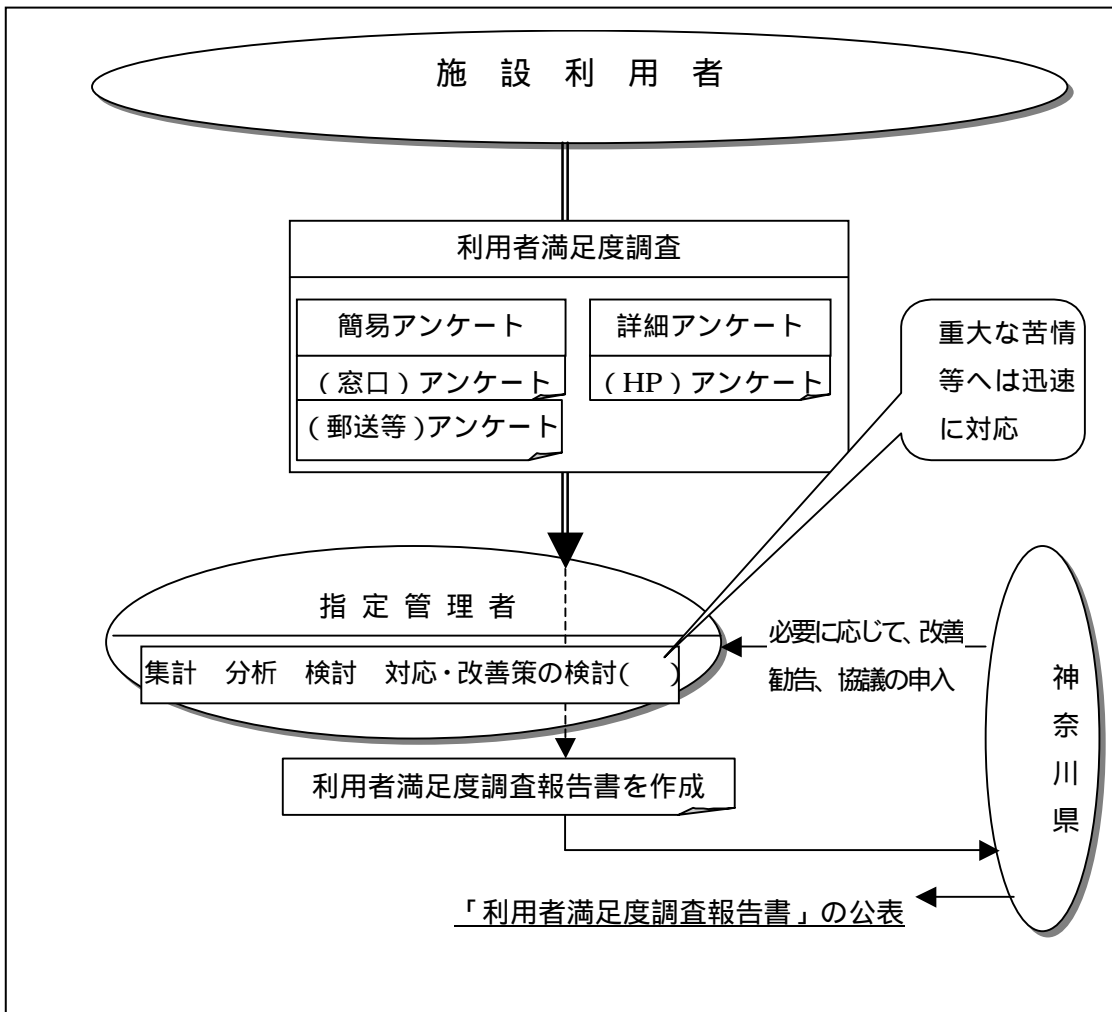 施 設 利 用 者
利用者満足度調査
簡易アンケート
(窓口)アンケート
(郵送等)アンケート
詳細アンケート
(HP)アンケート
重大な苦情
等へは迅速
に対応
指 定 管 理 者
集計 分析 検討 対応・改善策の検討( )
必要に応じて、改善
勧告、協議の申入
神奈川県
利用者満足度調査報告書を作成
「利用者満足度調査報告書」の公表